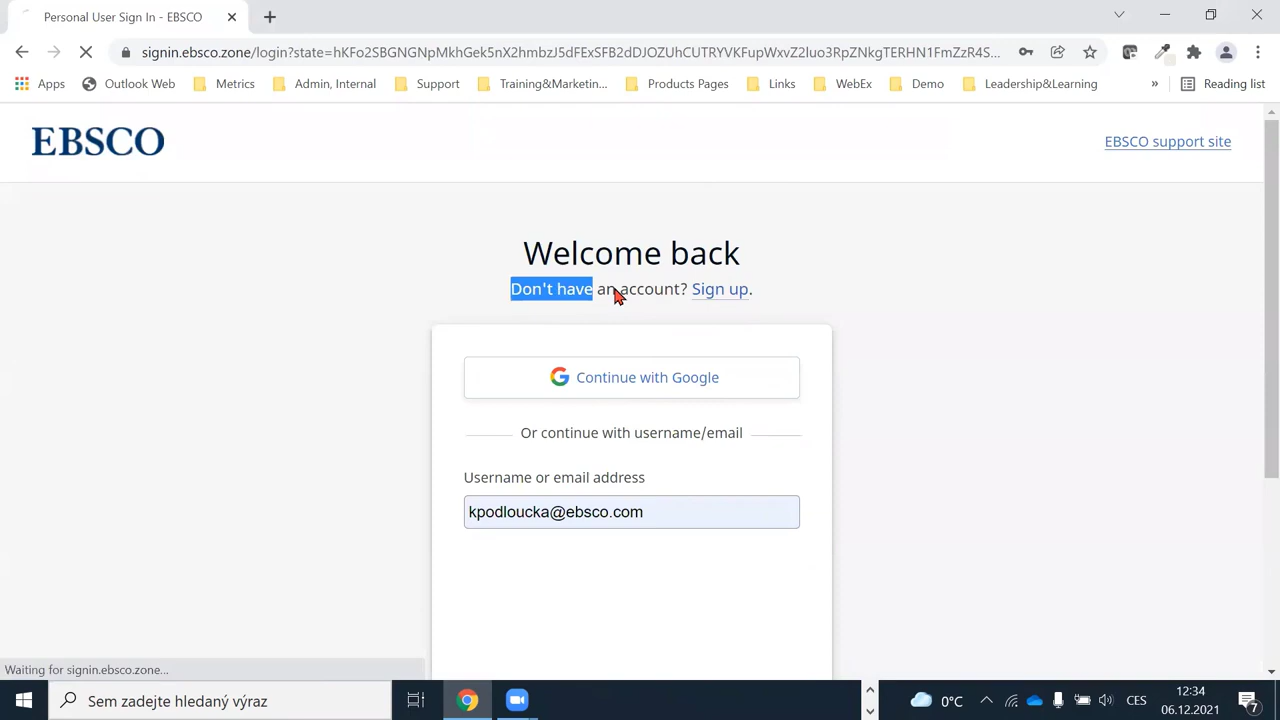 Personal User Sign In - EBSCO
signin.ebsco.zone/login?state=hKFo2SBGNGNpMkhGek5nX2hmbzJ5dFExSFB2dDJOZUhCUTRYVKFupWxvZ2luo3RpZNkgTERHN1FmZzR4S...
Apps Outlook Web Metrics Admin, Internal Support Training&Marketin... Products Pages Links WebEx Demo Leadership&Learning » Reading list
EBSCO
EBSCO support site
Welcome back
Don't have an account? Sign up.
Continue with Google
Or continue with username/email
Username or email address
kpodloucka@ebsco.com
Waiting for signin.ebsco.zone...
Sem zadejte hledaný výraz
0°C
CES
12:34
06.12.2021
7